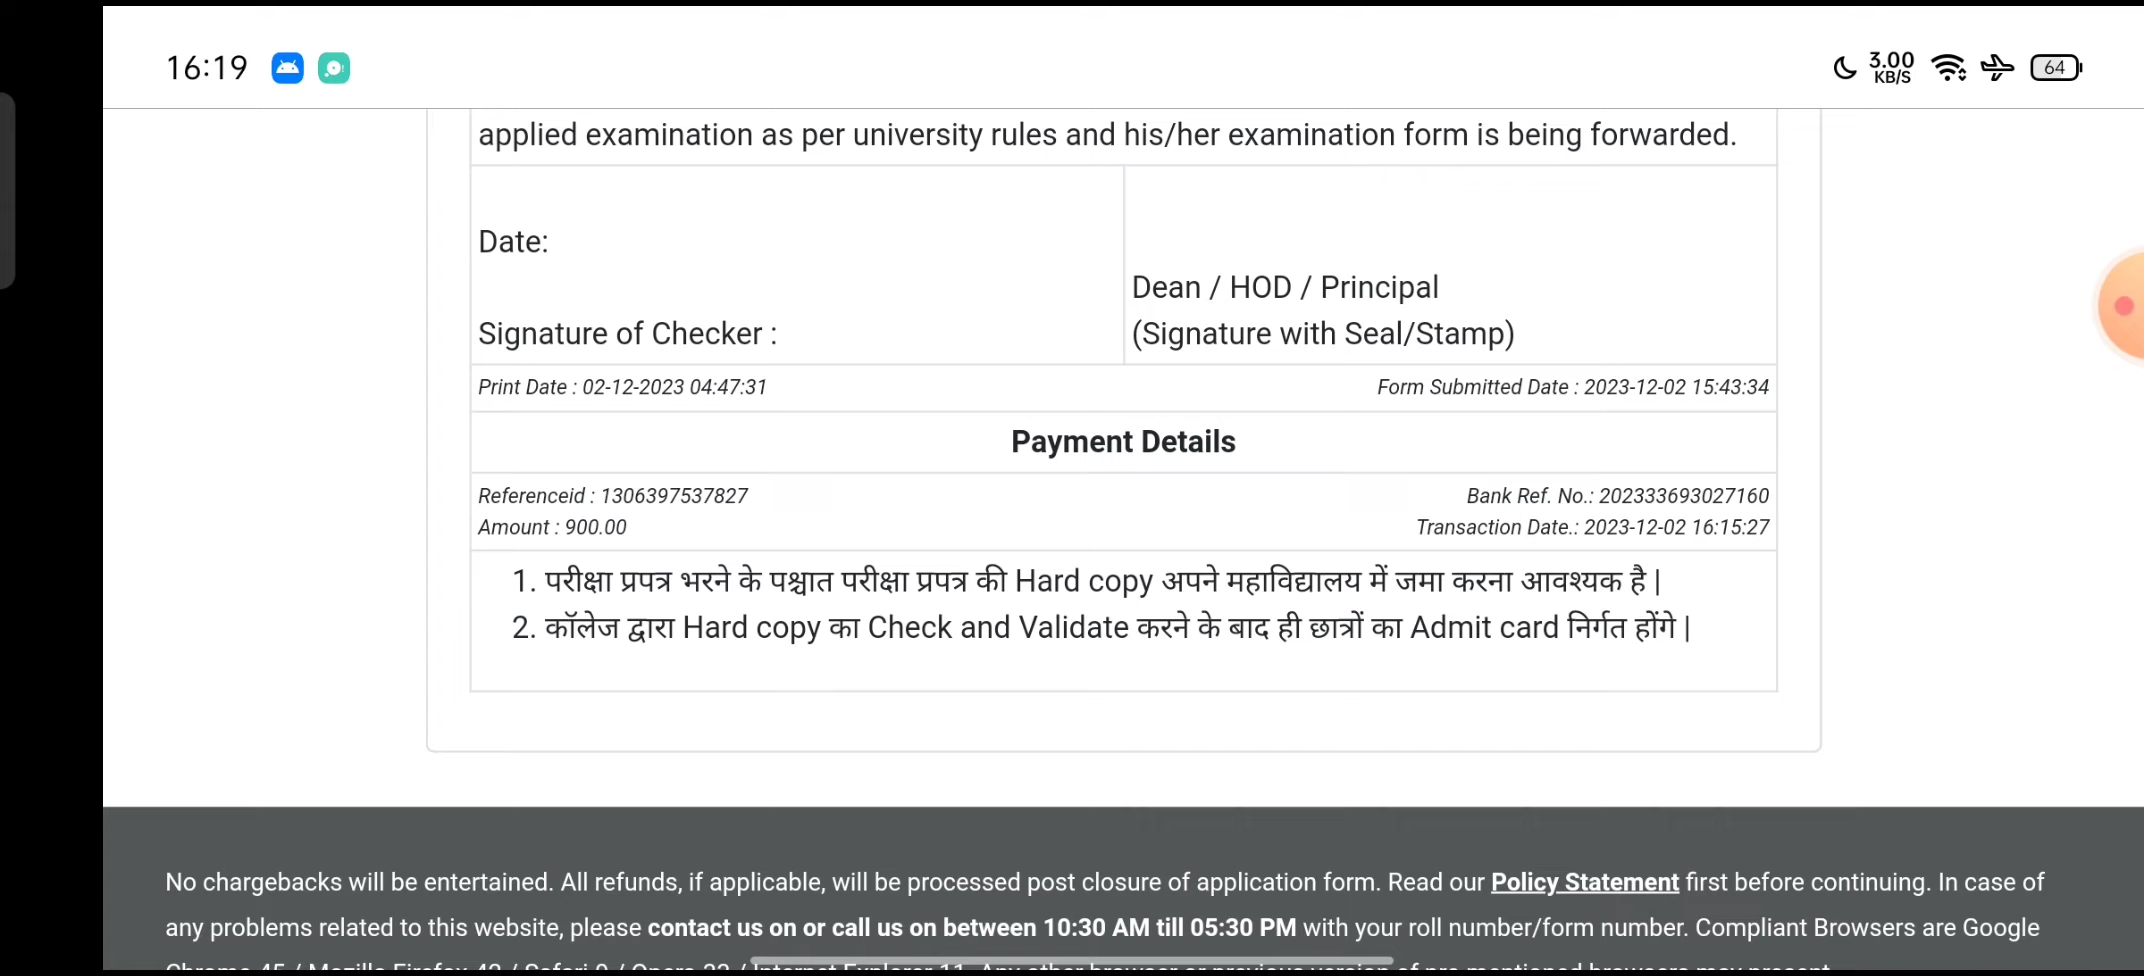 16:19
3.00
KB/S
64
applied examination as per university rules and his/her examination form is being forwarded.
Date:
Dean / HOD / Principal
Signature of Checker :
(Signature with Seal/Stamp)
Print Date : 02-12-2023 04:47:31
Form Submitted Date : 2023-12-02 15:43:34
Payment Details
Referenceid : 1306397537827
Bank Ref. No.: 202333693027160
Amount : 900.00
Transaction Date.: 2023-12-02 16:15:27
1. परीक्षा प्रपत्र भरने के पश्चात परीक्षा प्रपत्र की Hard copy अपने महाविद्यालय में जमा करना आवश्यक है |
2. कॉलेज द्वारा Hard copy का Check and Validate करने के बाद ही छात्रों का Admit card निर्गत होंगे |
No chargebacks will be entertained. All refunds, if applicable, will be processed post closure of application form. Read our Policy Statement first before continuing. In case of
any problems related to this website, please contact us on or call us on between 10:30 AM till 05:30 PM with your roll number/form number. Compliant Browsers are Google